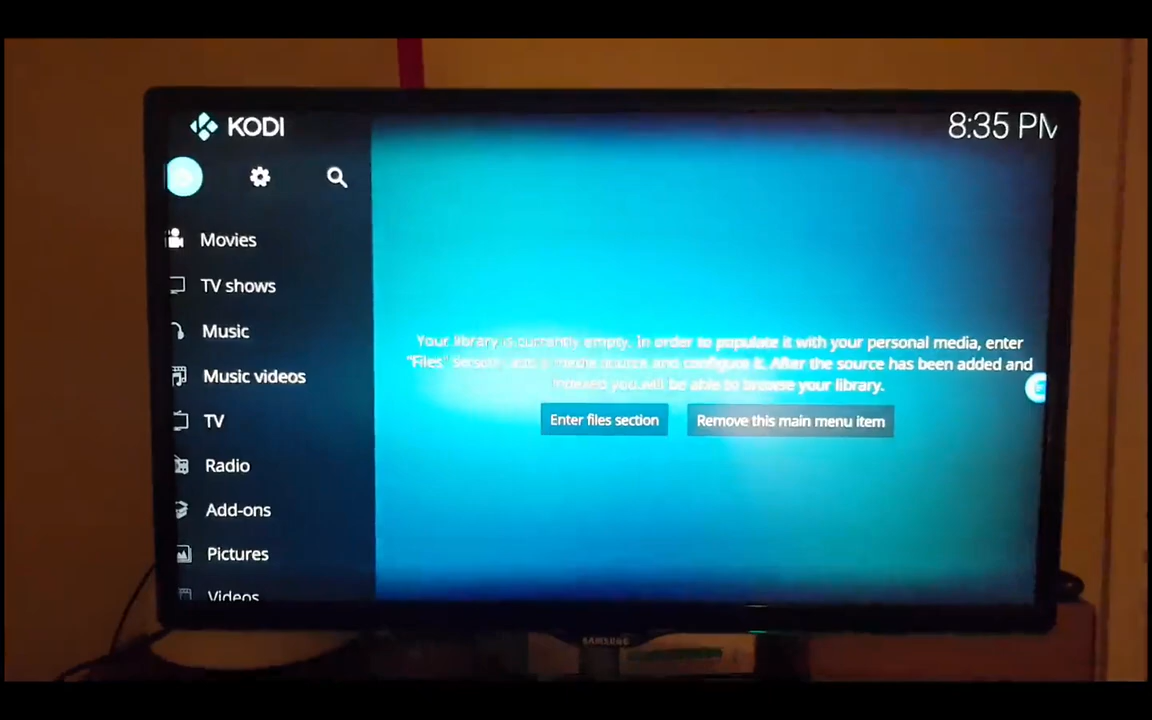 KODI
8:35 PM
Movies
TV shows
Music
Music videos
TV
Radio
Add-ons
Pictures
Videos
Your library is currently empty. In order to populate it with your personal media, enter
"Files" section, add a media source and configure it. After the source has been added and
indexed you will be able to browse your library.
Enter files section
Remove this main menu item
SAMSUNG